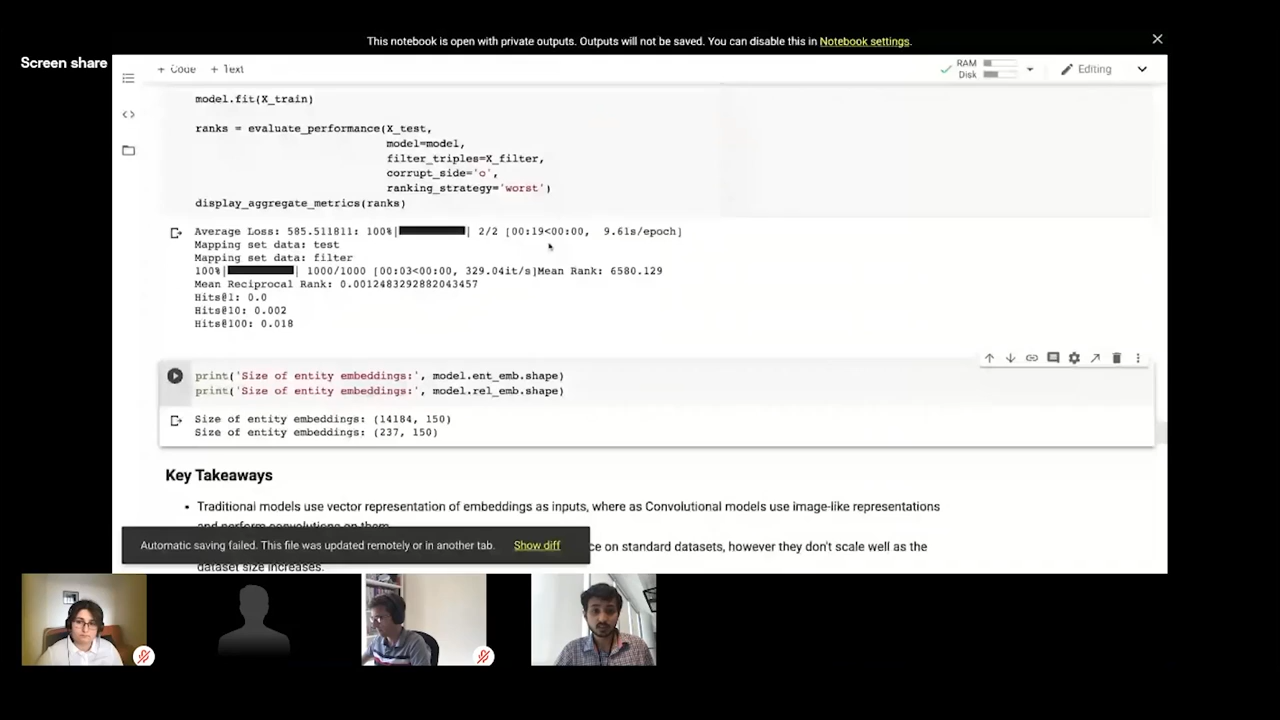 This notebook is open with private outputs. Outputs will not be saved. You can disable this in Notebook settings.
Screen share
+ Code + Text
RAM
Disk
Editing
model.fit(X_train)
ranks = evaluate_performance(X_test,
model=model,
filter_triples=X_filter,
corrupt_side='o',
ranking_strategy='worst')
display_aggregate_metrics(ranks)
Average Loss: 585.511811: 100%| | 2/2 [00:19<00:00, 9.61s/epoch]
Mapping set data: test
Mapping set data: filter
100%| | 1000/1000 [00:03<00:00, 329.04it/s]Mean Rank: 6580.129
Mean Reciprocal Rank: 0.0012483292882043457
Hits@1: 0.0
Hits@10: 0.002
Hits@100: 0.018
print('Size of entity embeddings:', model.ent_emb.shape)
print('Size of entity embeddings:', model.rel_emb.shape)
Size of entity embeddings: (14184, 150)
Size of entity embeddings: (237, 150)
Key Takeaways
• Traditional models use vector representation of embeddings as inputs, where as Convolutional models use image-like representations
and perform convolutions on them.
Automatic saving failed. This file was updated remotely or in another tab. Show diff
ce on standard datasets, however they don't scale well as the
dataset size increases.